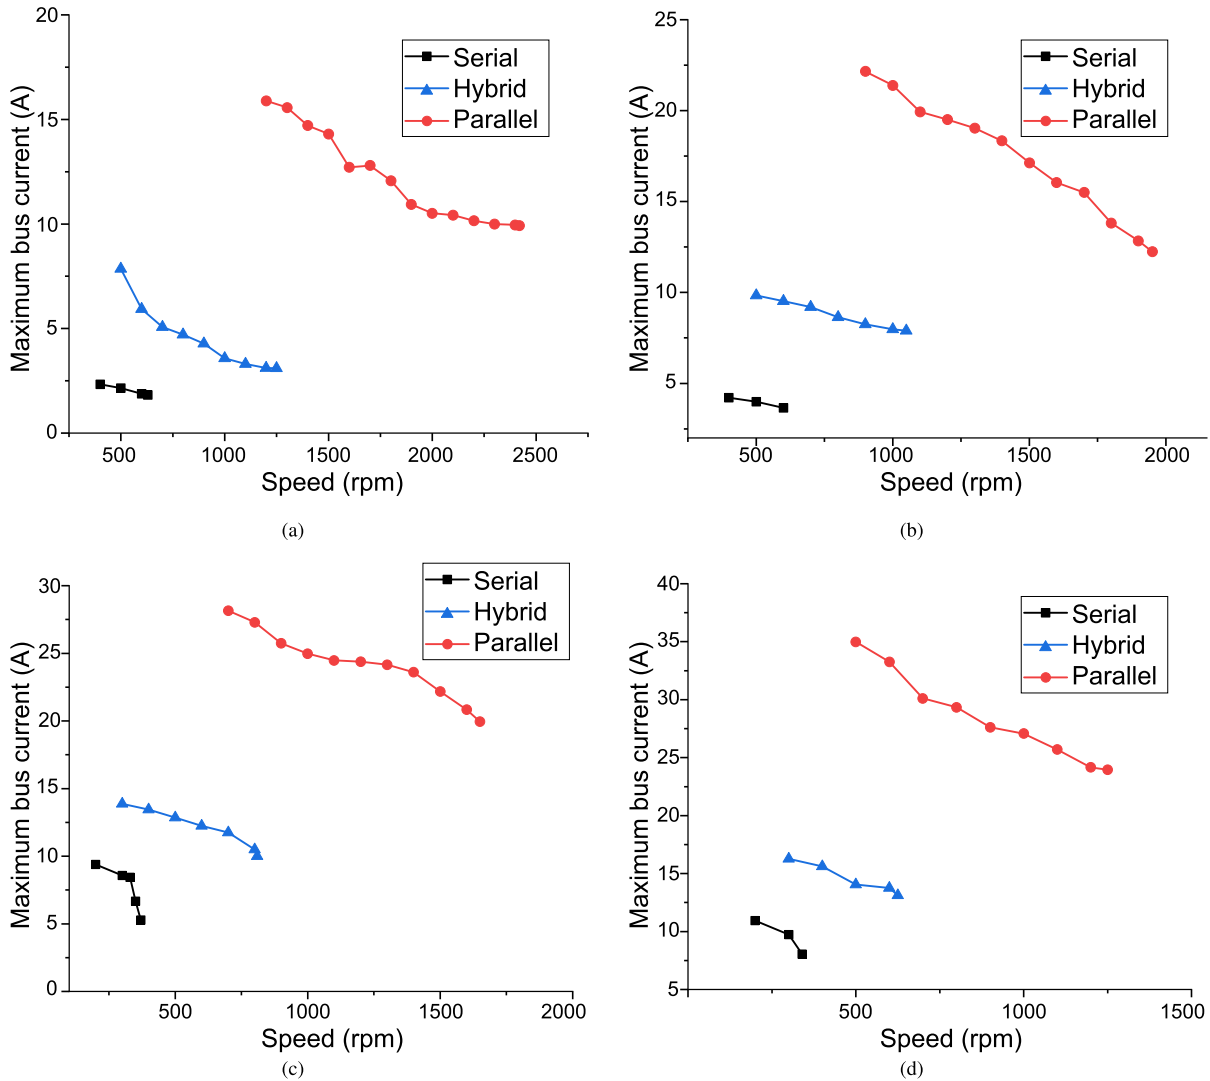 20
15
10
5
0
Maximum bus current (A)
500 1000 1500 2000 2500
Speed (rpm)
Serial
Hybrid
Parallel
(a)
25
20
15
10
5
Maximum bus current (A)
500 1000 1500 2000
Speed (rpm)
Serial
Hybrid
Parallel
(b)
30
25
20
15
10
5
0
Maximum bus current (A)
500 1000 1500 2000
Speed (rpm)
Serial
Hybrid
Parallel
(c)
40
35
30
25
20
15
10
5
Maximum bus current (A)
500 1000 1500
Speed (rpm)
Serial
Hybrid
Parallel
(d)